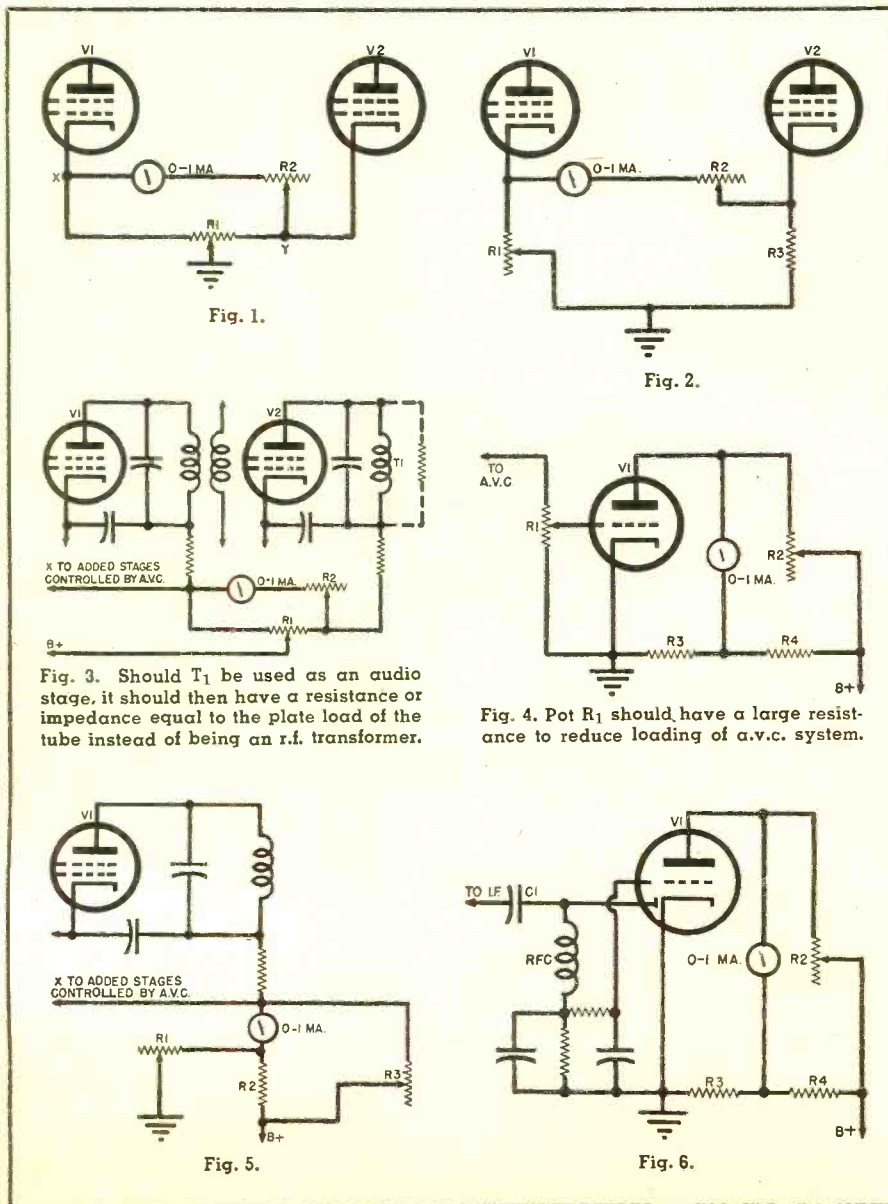 V1
V2
X
0-1 MA.
R2
R1
Y
Fig. 1.
V1
V2
0-1 MA.
R2
R1
R3
Fig. 2.
V1
V2
T1
X TO ADDED STAGES
CONTROLLED BY A.V.C.
0-1 MA.
R2
R1
B+
Fig. 3. Should T1 be used as an audio
stage, it should then have a resistance or
impedance equal to the plate load of the
tube instead of being an r.f. transformer.
TO
A.V.C.
V1
R1
0-1 MA.
R2
R3
R4
B+
Fig. 4. Pot R1 should have a large resist-
ance to reduce loading of a.v.c. system.
V1
X TO ADDED STAGES
CONTROLLED BY A.V.C.
0-1 MA.
R1
R2
R3
B+
Fig. 5.
V1
TO I.F.
C1
RFC
0-1 MA.
R2
R3
R4
B+
Fig. 6.